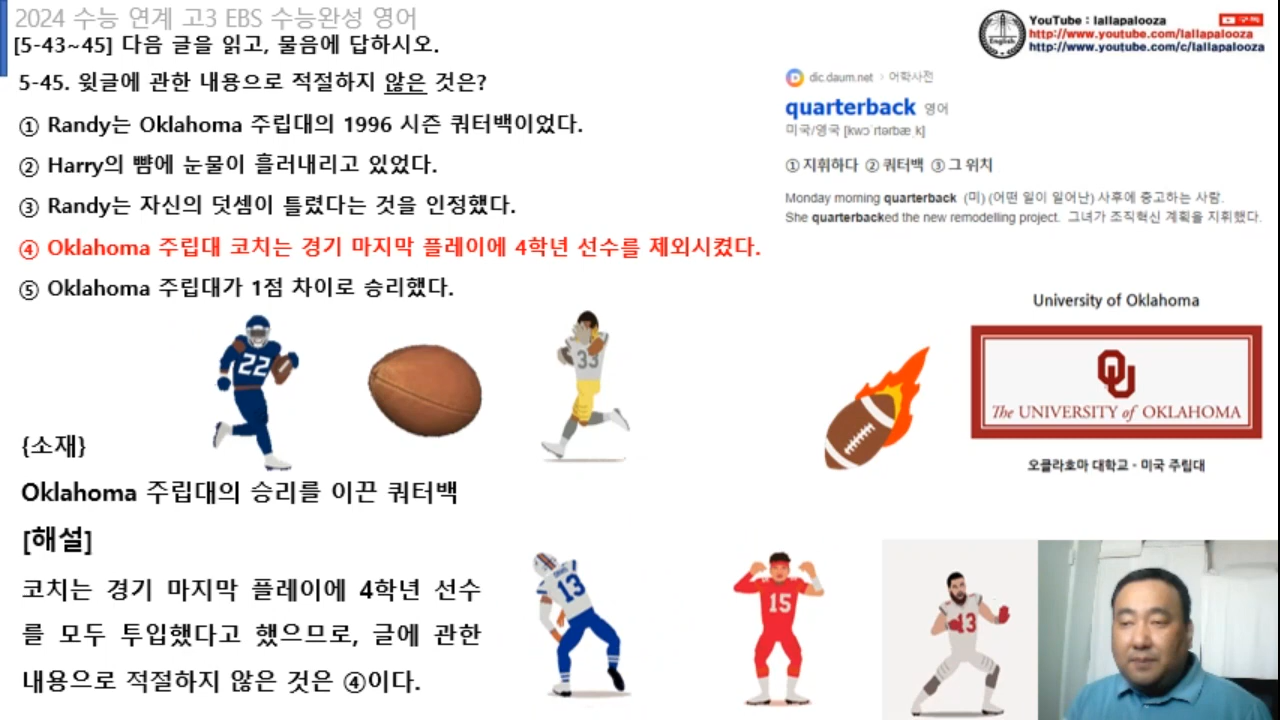 2024 수능 연계 고3 EBS 수능완성 영어
[5-43~45] 다음 글을 읽고, 물음에 답하시오.
5-45. 윗글에 관한 내용으로 적절하지 않은 것은?
① Randy는 Oklahoma 주립대의 1996 시즌 쿼터백이었다.
② Harry의 뺨에 눈물이 흘러내리고 있었다.
③ Randy는 자신의 덧셈이 틀렸다는 것을 인정했다.
④ Oklahoma 주립대 코치는 경기 마지막 플레이에 4학년 선수를 제외시켰다.
⑤ Oklahoma 주립대가 1점 차이로 승리했다.
22
33
{소재}
Oklahoma 주립대의 승리를 이끈 쿼터백
[해설]
코치는 경기 마지막 플레이에 4학년 선수
를 모두 투입했다고 했으므로, 글에 관한
내용으로 적절하지 않은 것은 ④이다.
13
15
13
YouTube : lallapalooza
구독
http://www.youtube.com/lallapalooza
http://www.youtube.com/c/lallapalooza
English
dic.daum.net › 어학사전
quarterback 영어
미국/영국 [kwɔˈrtərbæˌk]
① 지휘하다 ② 쿼터백 ③ 그 위치
Monday morning quarterback (미) (어떤 일이 일어난) 사후에 중고하는 사람.
She quarterbacked the new remodelling project. 그녀가 조직혁신 계획을 지휘했다.
University of Oklahoma
OU
The UNIVERSITY of OKLAHOMA
오클라호마 대학교 - 미국 주립대